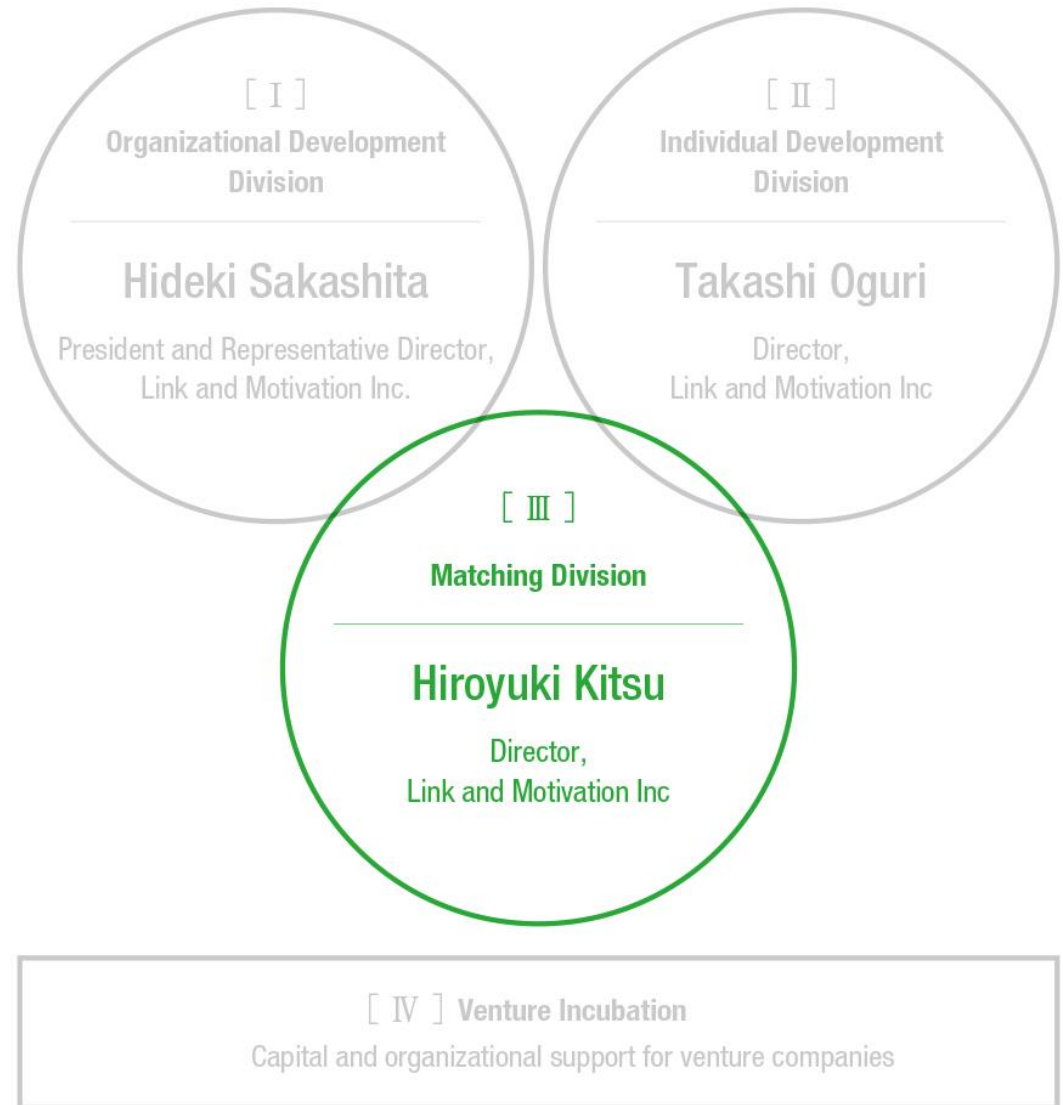 [ Ⅰ ]
Organizational Development
Division
Hideki Sakashita
President and Representative Director,
Link and Motivation Inc.
[ Ⅱ ]
Individual Development
Division
Takashi Oguri
Director,
Link and Motivation Inc
[ Ⅲ ]
Matching Division
Hiroyuki Kitsu
Director,
Link and Motivation Inc
[ Ⅳ ] Venture Incubation
Capital and organizational support for venture companies